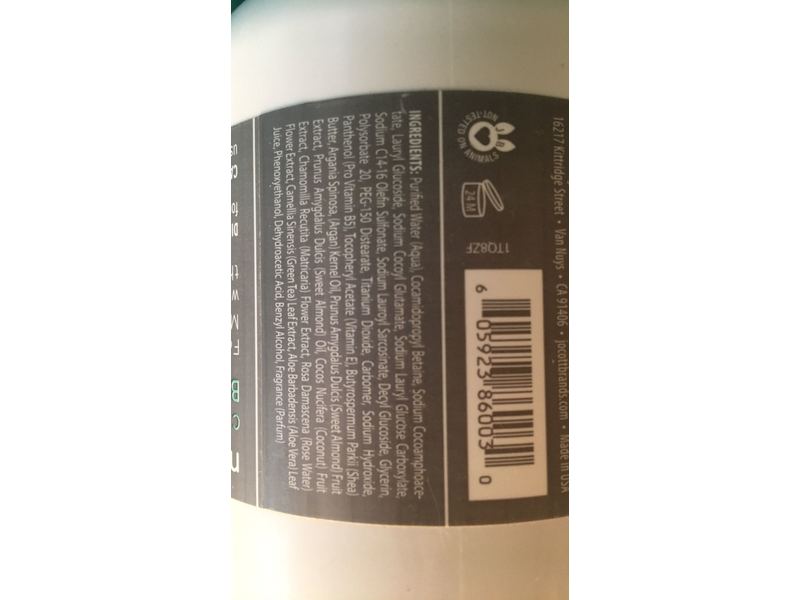 16217 Kittridge Street • Van Nuys • CA 91406 • jacottbrands.com • Made in USA
NOT-TESTED ON ANIMALS
24 M
1TQ8ZF
6 05923 86003 0
INGREDIENTS: Purified Water (Aqua), Cocamidopropyl Betaine, Sodium Cocoamphoace-
tate, Lauryl Glucoside, Sodium Cocoyl Glutamate, Sodium Lauryl Glucose Carboxylate,
Sodium C14-16 Olefin Sulfonate, Sodium Lauroyl Sarcosinate, Decyl Glucoside, Glycerin,
Polysorbate 20, PEG-150 Distearate, Titanium Dioxide, Carbomer, Sodium Hydroxide,
Panthenol (Pro Vitamin B5), Tocopheryl Acetate (Vitamin E), Butyrospermum Parkii (Shea)
Butter, Argania Spinosa, (Argan) Kernel Oil, Prunus Amygdalus Dulcis (Sweet Almond) Fruit
Extract, Prunus Amygdalus Dulcis (Sweet Almond) Oil, Cocos Nucifera (Coconut) Fruit
Extract, Chamomilla Recutita (Matricaria) Flower Extract, Rosa Damascena (Rose Water)
Flower Extract, Camellia Sinensis (Green Tea) Leaf Extract, Aloe Barbadensis (Aloe Vera) Leaf
Juice, Phenoxyethanol, Dehydroacetic Acid, Benzyl Alcohol, Fragrance (Parfum)